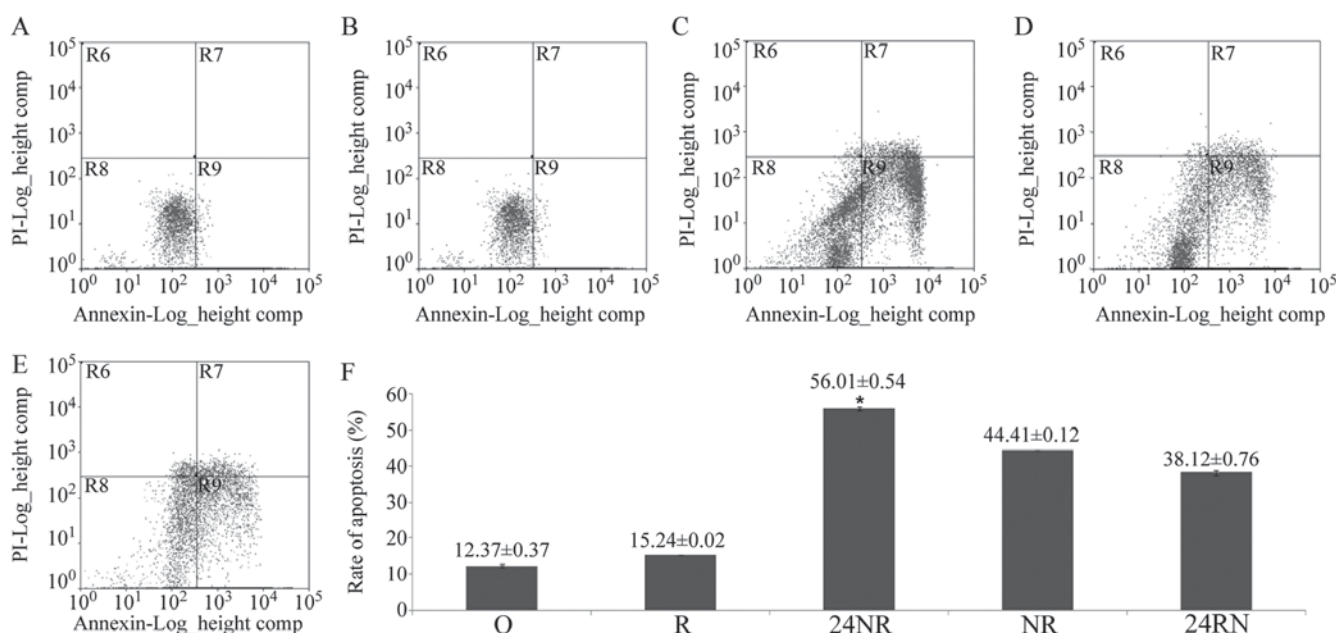 A
PI-Log_height comp
10^5
10^4
10^3
10^2
10^1
10^0
R6
R7
R8
R9
10^0 10^1 10^2 10^3 10^4 10^5
Annexin-Log_height comp
B
PI-Log_height comp
10^5
10^4
10^3
10^2
10^1
10^0
R6
R7
R8
R9
10^0 10^1 10^2 10^3 10^4 10^5
Annexin-Log_height comp
C
PI-Log_height comp
10^5
10^4
10^3
10^2
10^1
10^0
R6
R7
R8
R9
10^0 10^1 10^2 10^3 10^4 10^5
Annexin-Log_height comp
D
PI-Log_height comp
10^5
10^4
10^3
10^2
10^1
10^0
R6
R7
R8
R9
10^0 10^1 10^2 10^3 10^4 10^5
Annexin-Log_height comp
E
PI-Log_height comp
10^5
10^4
10^3
10^2
10^1
10^0
R6
R7
R8
R9
10^0 10^1 10^2 10^3 10^4 10^5
Annexin-Log_height comp
F
Rate of apoptosis (%)
60
50
40
30
20
10
0
12.37±0.37
15.24±0.02
56.01±0.54
*
44.41±0.12
38.12±0.76
O R 24NR NR 24RN